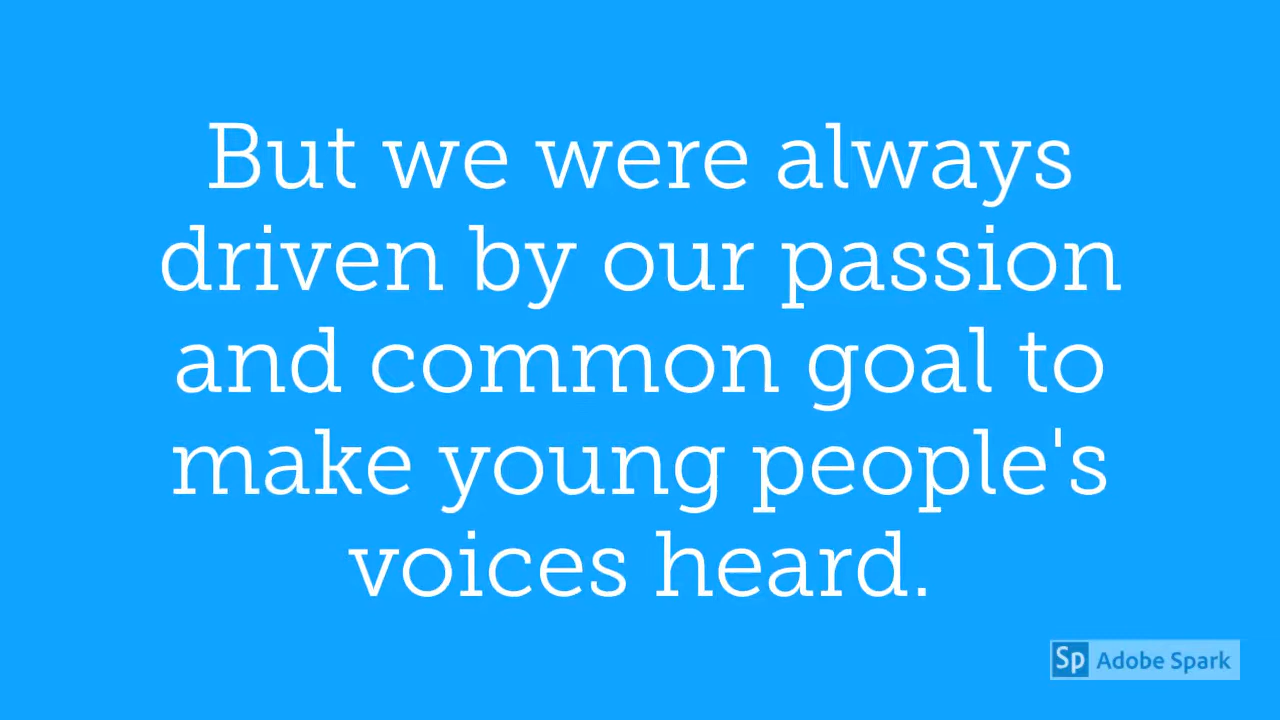 But we were always
driven by our passion
and common goal to
make young people's
voices heard.
Sp Adobe Spark